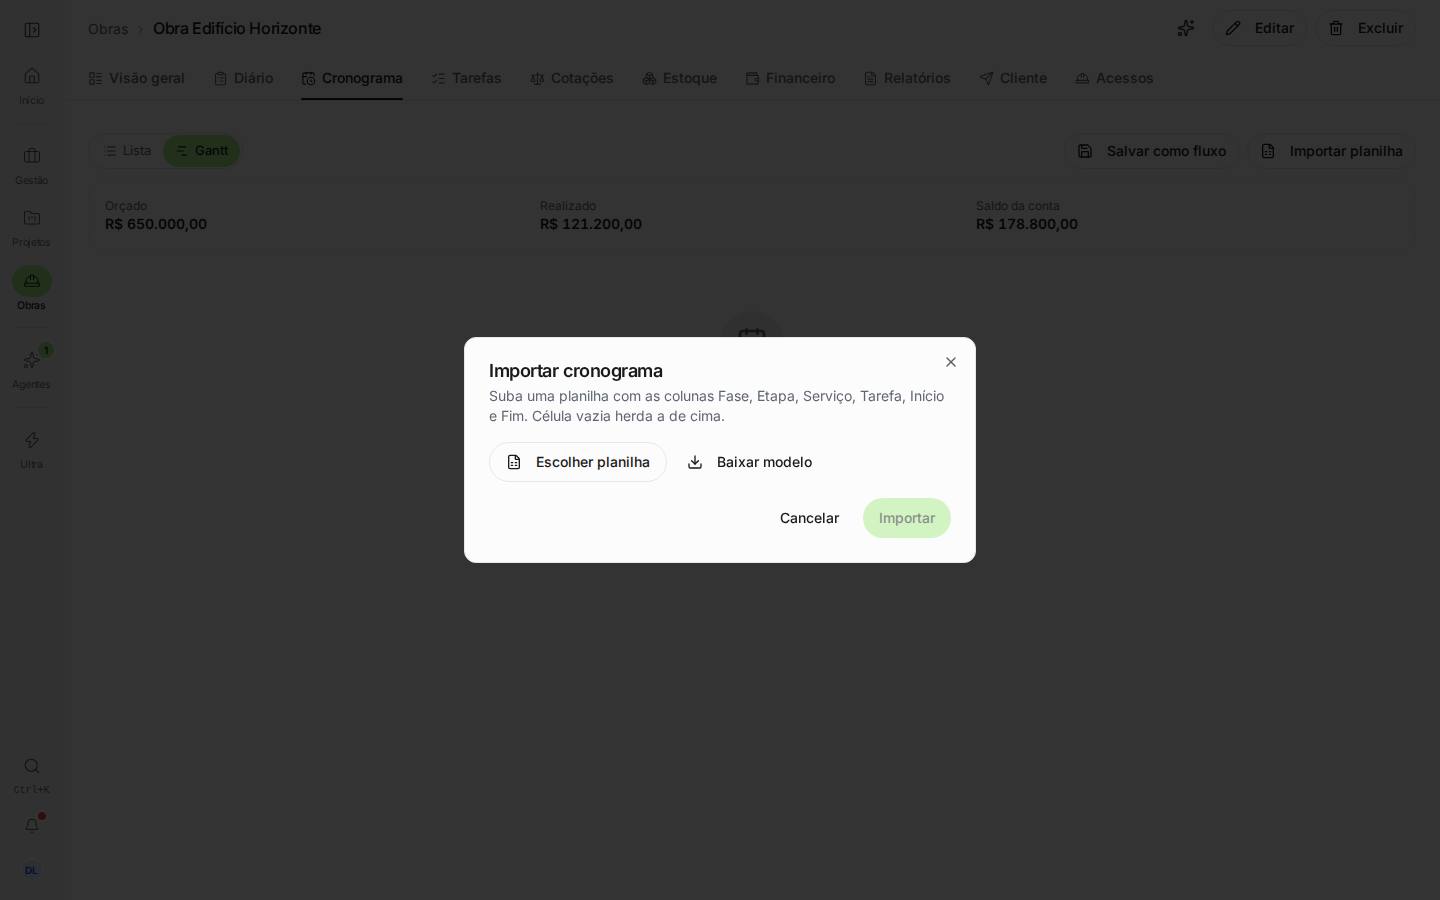 Obras
Obra Edifício Horizonte
Editar
Excluir
Visão geral
Diário
Cronograma
Tarefas
Cotações
Estoque
Financeiro
Relatórios
Cliente
Acessos
Início
Gestão
Projetos
Obras
1
Agentes
Ultra
Ctrl+K
DL
Lista
Gantt
Salvar como fluxo
Importar planilha
Orçado
R$ 650.000,00
Realizado
R$ 121.200,00
Saldo da conta
R$ 178.800,00
Importar cronograma
Suba uma planilha com as colunas Fase, Etapa, Serviço, Tarefa, Início
e Fim. Célula vazia herda a de cima.
Escolher planilha
Baixar modelo
Cancelar
Importar